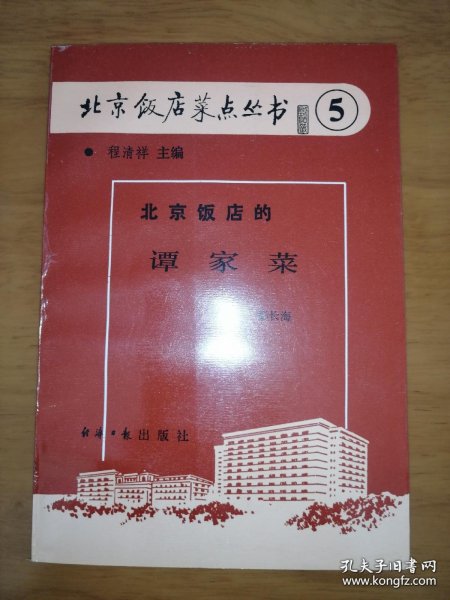 北京饭店菜点丛书 5
● 程清祥 主编
北京饭店的
谭家菜
长海
经济日报出版社
孔夫子旧书网
www.kongfz.com